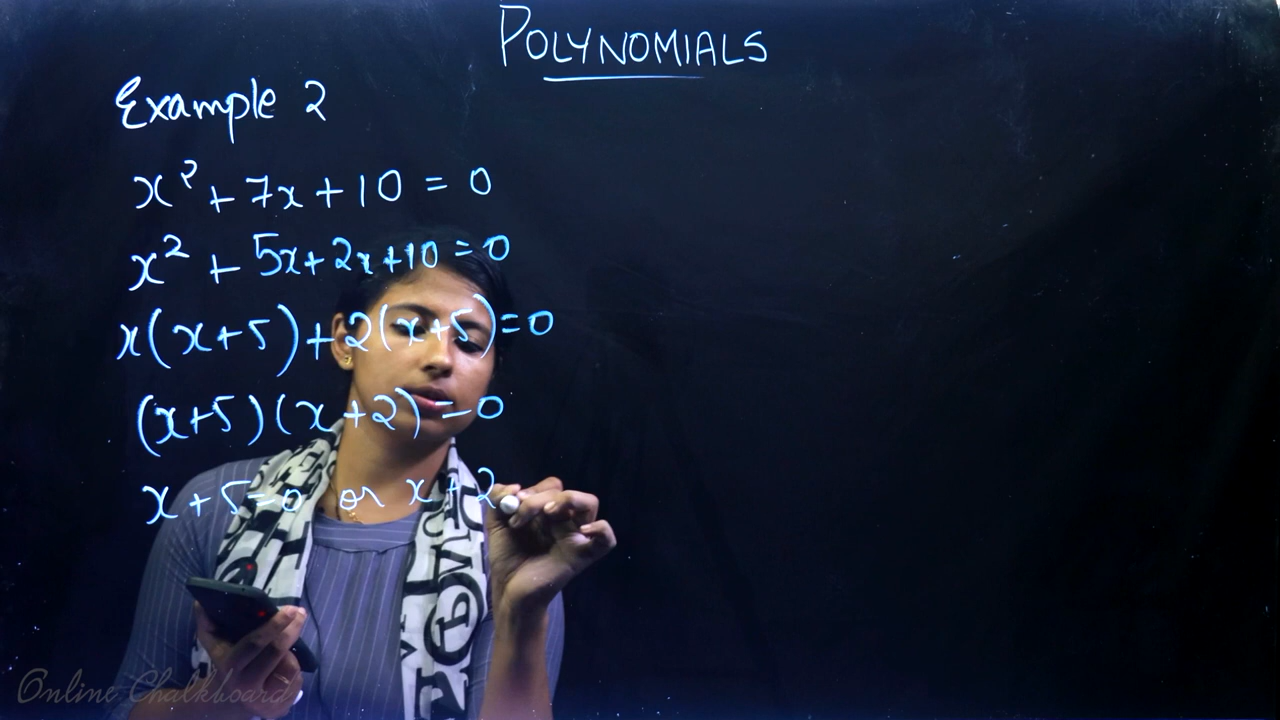 POLYNOMIALS
Example 2
x² + 7x + 10 = 0
x² + 5x + 2x + 10 = 0
x(x+5) + 2(x+5) = 0
(x+5)(x+2) = 0
x + 5 = 0 or x + 2
Online Chalkboard